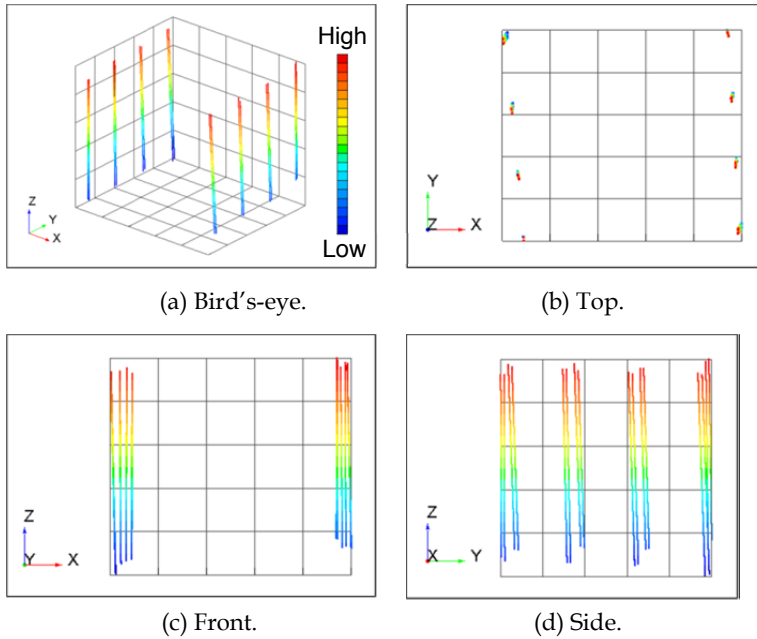 High
Low
Z
Y
X
(a) Bird's-eye.
Y
Z
X
(b) Top.
Z
Y
X
(c) Front.
Z
X
Y
(d) Side.